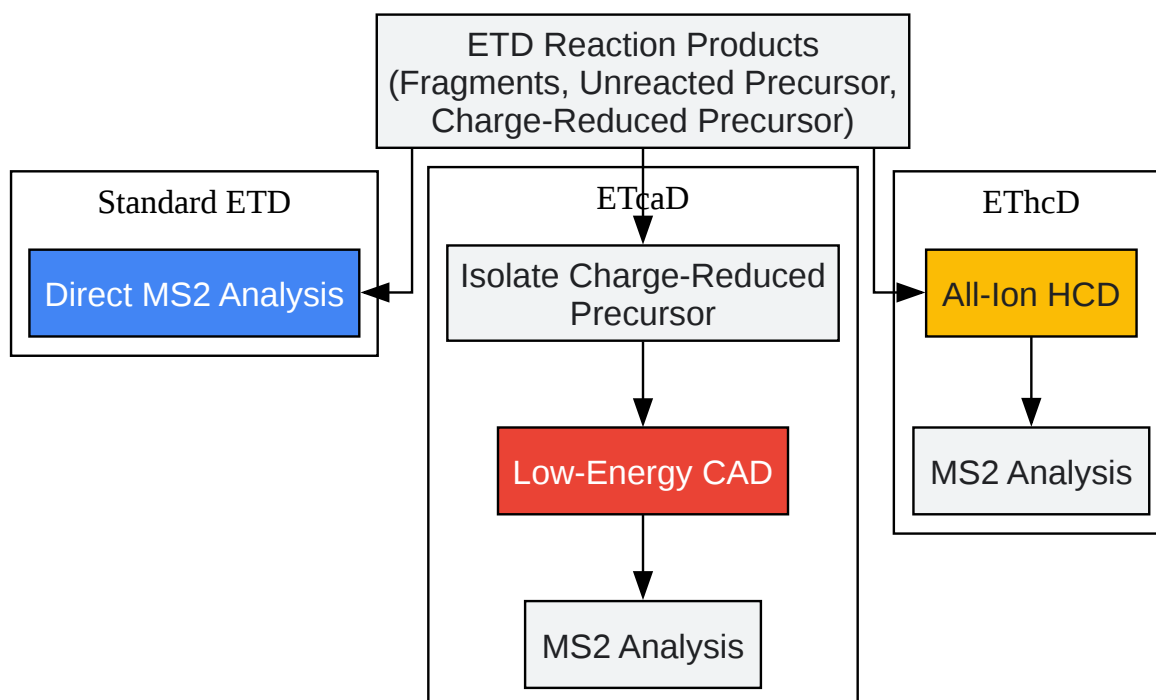 ETD Reaction Products
(Fragments, Unreacted Precursor,
Charge-Reduced Precursor)
Standard ETD
Direct MS2 Analysis
ETcaD
Isolate Charge-Reduced
Precursor
Low-Energy CAD
MS2 Analysis
EThcD
All-Ion HCD
MS2 Analysis